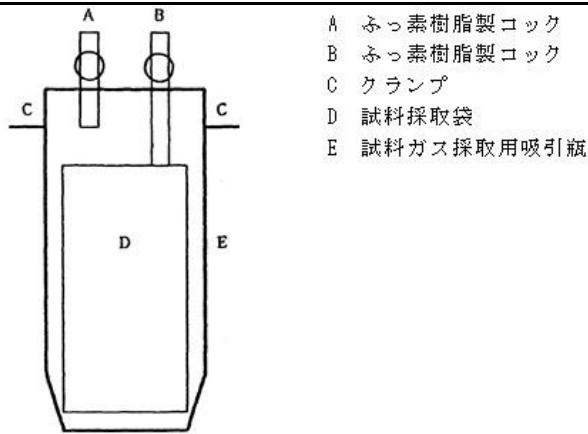 A B
C C
D E
A ふっ素樹脂製コック
B ふっ素樹脂製コック
C クランプ
D 試料採取袋
E 試料ガス採取用吸引瓶